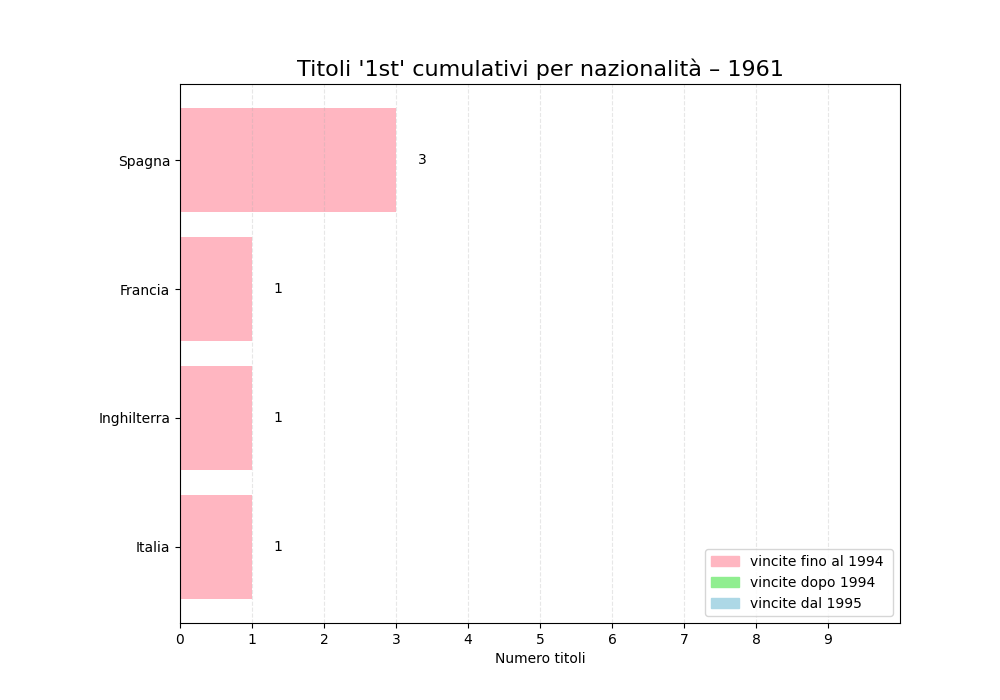 Titoli '1st' cumulativi per nazionalità – 1961
Spagna
3
Francia
1
Inghilterra
1
Italia
1
vincite fino al 1994
vincite dopo 1994
vincite dal 1995
0 1 2 3 4 5 6 7 8 9
Numero titoli